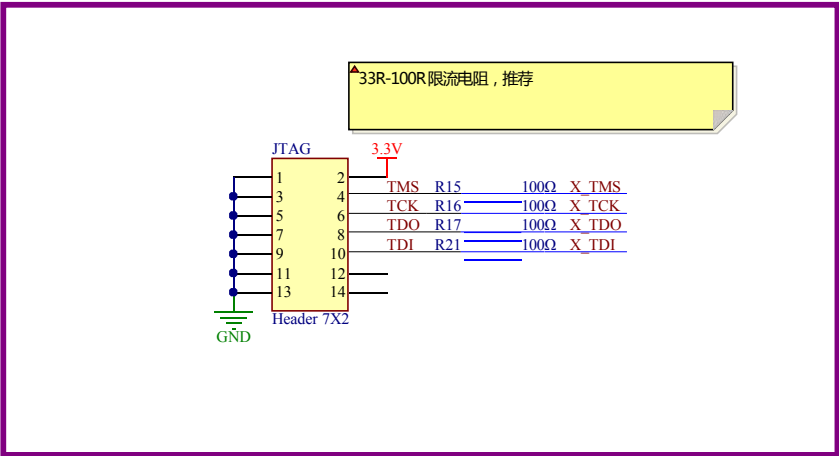 33R-100R限流电阻，推荐
JTAG
3.3V
1 2
3 4 TMS R15 100Ω X_TMS
5 6 TCK R16 100Ω X_TCK
7 8 TDO R17 100Ω X_TDO
9 10 TDI R21 100Ω X_TDI
11 12
13 14
Header 7X2
GND